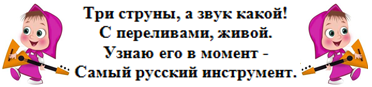 Три струны, а звук какой!
С переливами, живой.
Узнаю его в момент -
Самый русский инструмент.